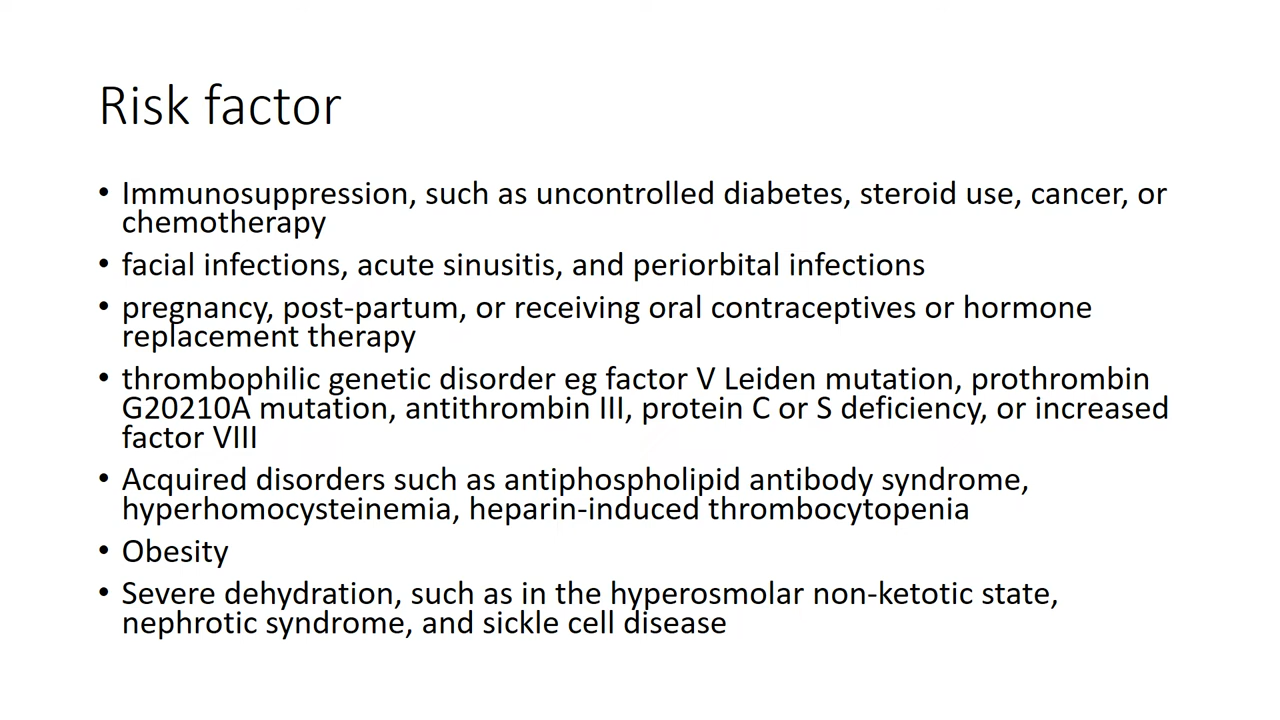 Risk factor
• Immunosuppression, such as uncontrolled diabetes, steroid use, cancer, or
chemotherapy
• facial infections, acute sinusitis, and periorbital infections
• pregnancy, post-partum, or receiving oral contraceptives or hormone
replacement therapy
• thrombophilic genetic disorder eg factor V Leiden mutation, prothrombin
G20210A mutation, antithrombin III, protein C or S deficiency, or increased
factor VIII
• Acquired disorders such as antiphospholipid antibody syndrome,
hyperhomocysteinemia, heparin-induced thrombocytopenia
• Obesity
• Severe dehydration, such as in the hyperosmolar non-ketotic state,
nephrotic syndrome, and sickle cell disease